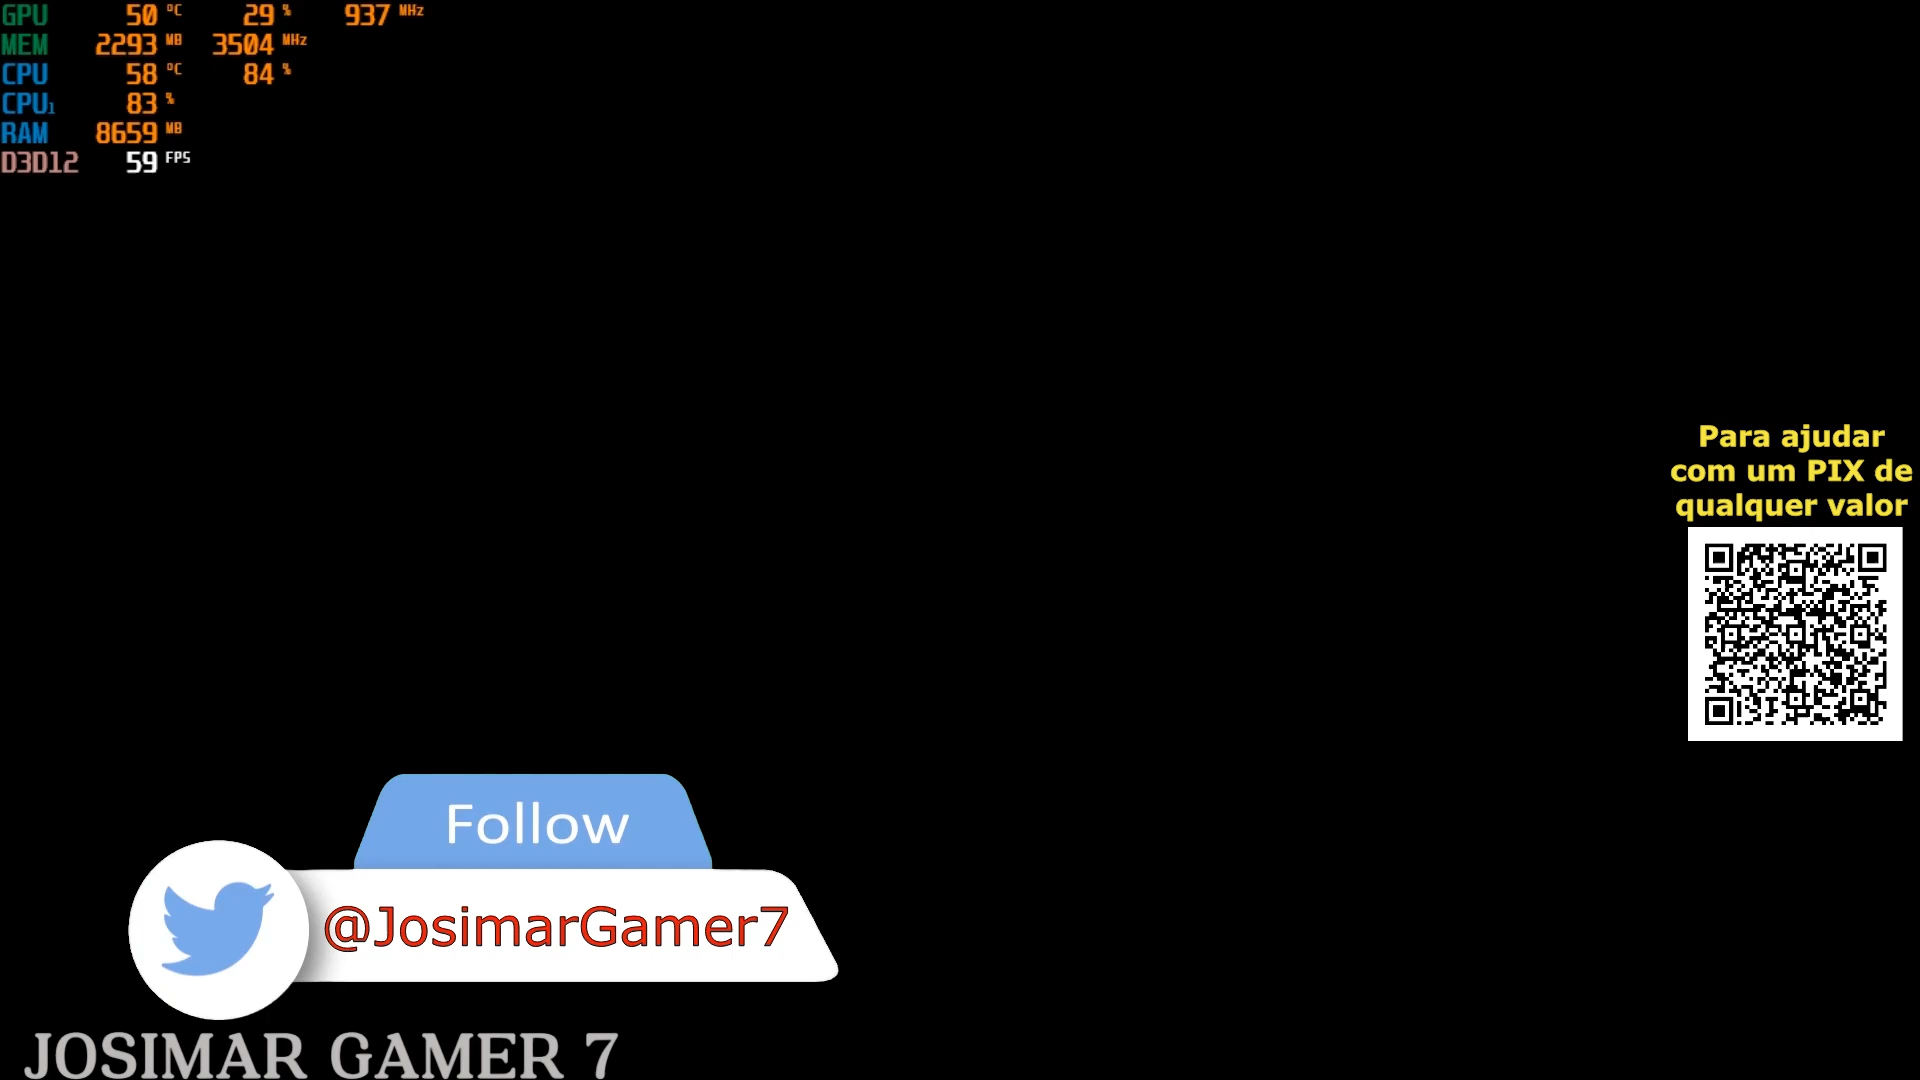 GPU 50 °C 29 % 937 MHz
MEM 2293 MB 3504 MHz
CPU 58 °C 84 %
CPU1 83 %
RAM 8659 MB
D3D12 59 FPS
Para ajudar
com um PIX de
qualquer valor
Follow
@JosimarGamer7
JOSIMAR GAMER 7